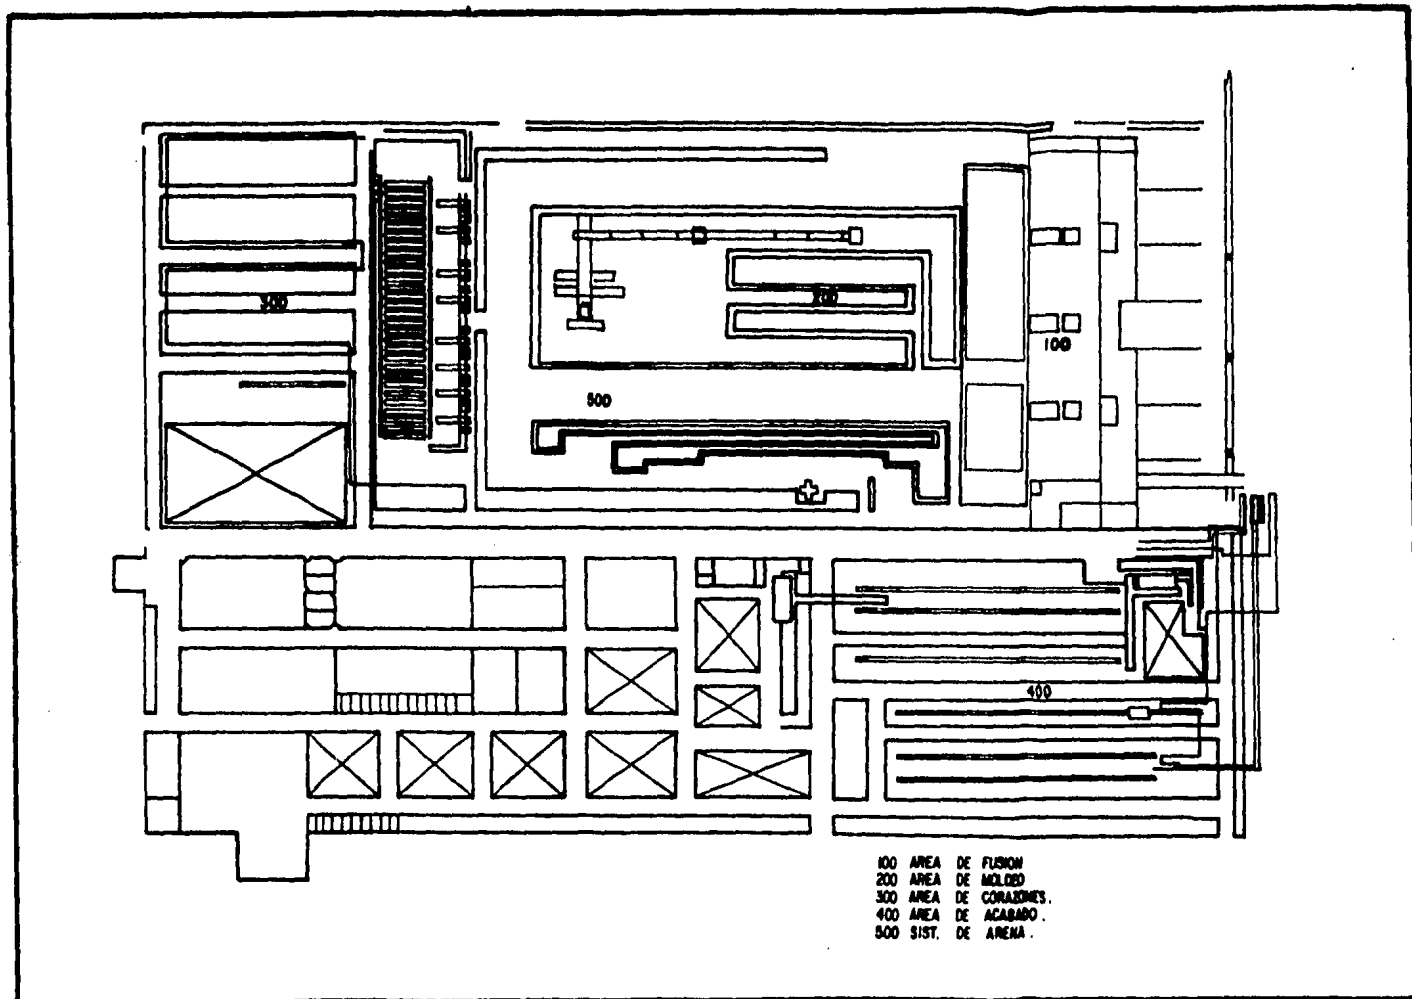 300
200
100
500
400
100 AREA DE FUSION
200 AREA DE MOLDEO
300 AREA DE CORAZONES.
400 AREA DE ACABADO.
500 SIST. DE ARENA.